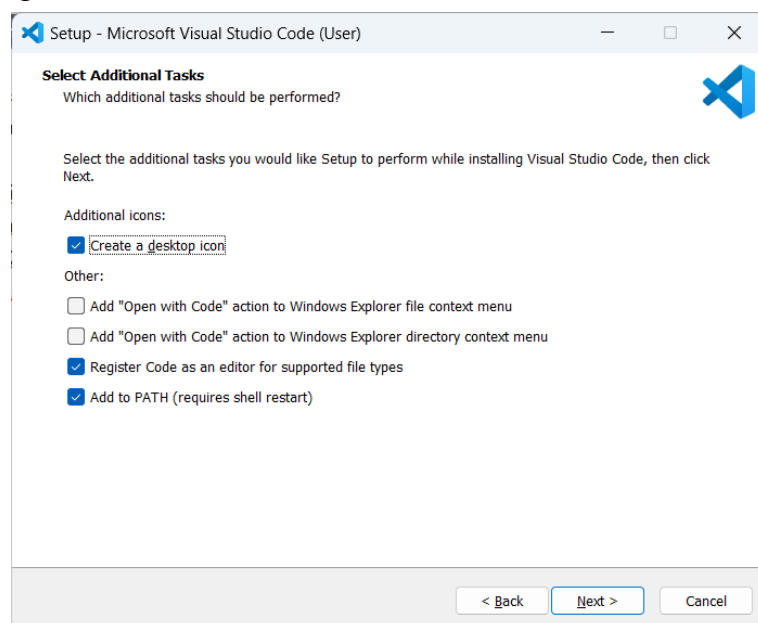 Setup - Microsoft Visual Studio Code (User)
Select Additional Tasks
Which additional tasks should be performed?
Select the additional tasks you would like Setup to perform while installing Visual Studio Code, then click
Next.
Additional icons:
Create a desktop icon
Other:
Add "Open with Code" action to Windows Explorer file context menu
Add "Open with Code" action to Windows Explorer directory context menu
Register Code as an editor for supported file types
Add to PATH (requires shell restart)
< Back Next > Cancel